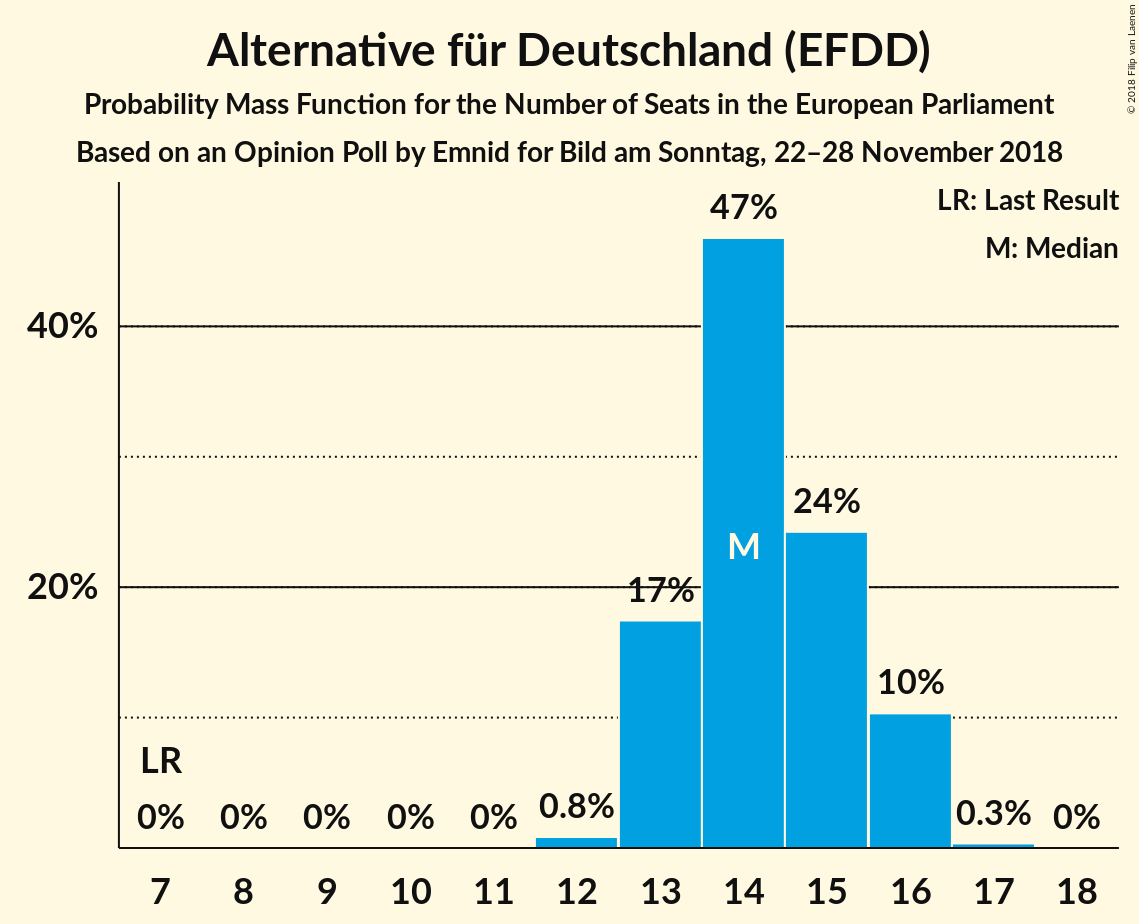 Alternative für Deutschland (EFDD)
Probability Mass Function for the Number of Seats in the European Parliament
Based on an Opinion Poll by Emnid for Bild am Sonntag, 22–28 November 2018
© 2018 Filip van Laenen
LR: Last Result
M: Median
47%
40%
24%
M
20%
17%
10%
LR
0% 0% 0% 0% 0% 0.8% 0.3% 0%
7 8 9 10 11 12 13 14 15 16 17 18